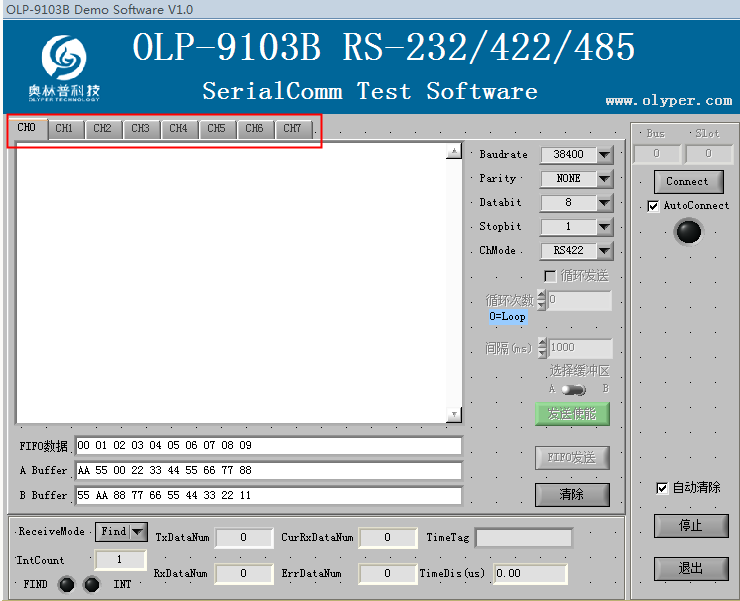 OLP-9103B Demo Software V1.0
OLP-9103B RS-232/422/485
奥林普科技
OLYPER TECHNOLOGY
SerialComm Test Software
www.olyper.com
CH0 CH1 CH2 CH3 CH4 CH5 CH6 CH7
Baudrate 38400
Parity NONE
Databit 8
Stopbit 1
ChMode RS422
循环发送
循环次数 0
0=Loop
间隔(ms) 1000
选择缓冲区
A B
发送使能
FIFO数据 00 01 02 03 04 05 06 07 08 09
FIFO发送
A Buffer AA 55 00 22 33 44 55 66 77 88
B Buffer 55 AA 88 77 66 55 44 33 22 11
清除
Bus Slot
0 0
Connect
AutoConnect
自动清除
停止
退出
ReceiveMode Find TxDataNum 0 CurRxDataNum 0 TimeTag
IntCount 1
FIND INT RxDataNum 0 ErrDataNum 0 TimeDis(us) 0.00